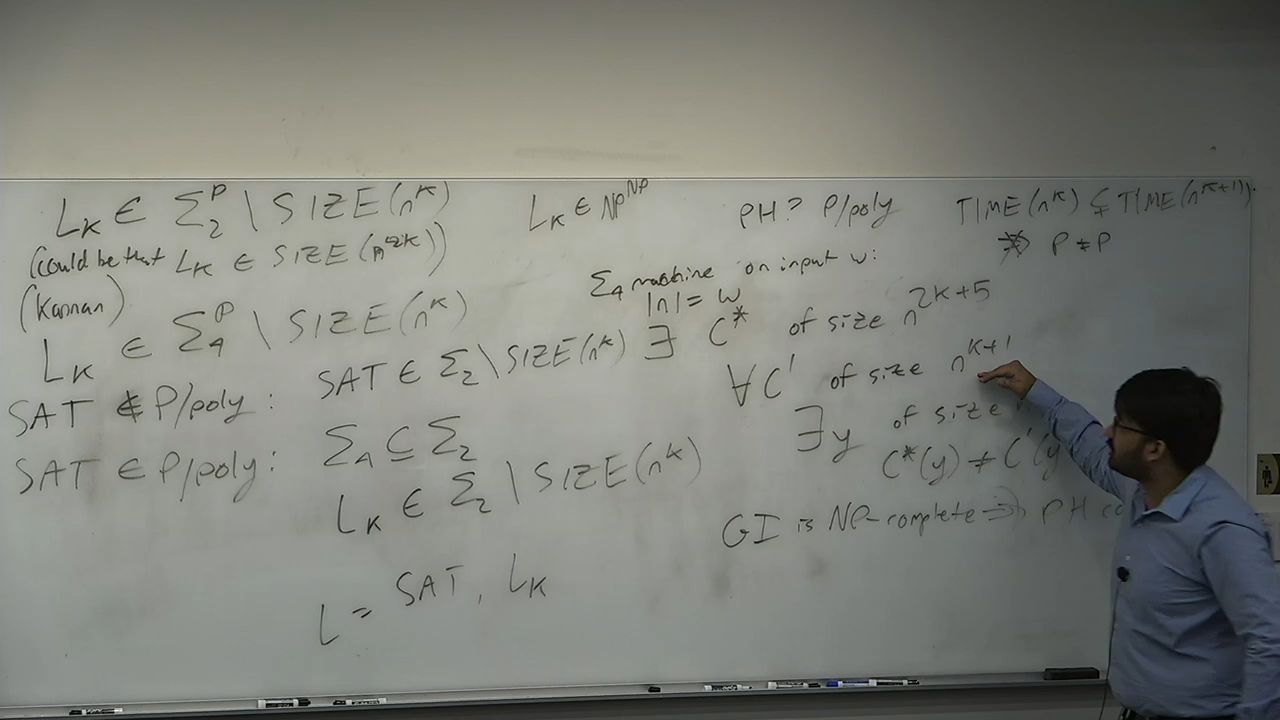 L_K ∈ Σ_2^P \ SIZE(n^K)
(could be that L_K ∈ SIZE(n^2K))
(Kannan)
L_K ∈ Σ_4^P \ SIZE(n^K)
SAT ∉ P/poly : SAT ∈ Σ_2 \ SIZE(n^K)
SAT ∈ P/poly : Σ_4 ⊆ Σ_2
L_K ∈ Σ_2 \ SIZE(n^K)
L = SAT, L_K
L_K ∈ NP^NP
Σ_4 machine on input w:
|n| = w
∃ C* of size n^{2K+5}
∀ C' of size n^{K+1}
∃ y of size
C*(y) ≠ C'(y
GI is NP-complete ⇒ PH
PH ? P/poly
TIME(n^K) ⊊ TIME(n^{K+1})
⇏ P ≠ P